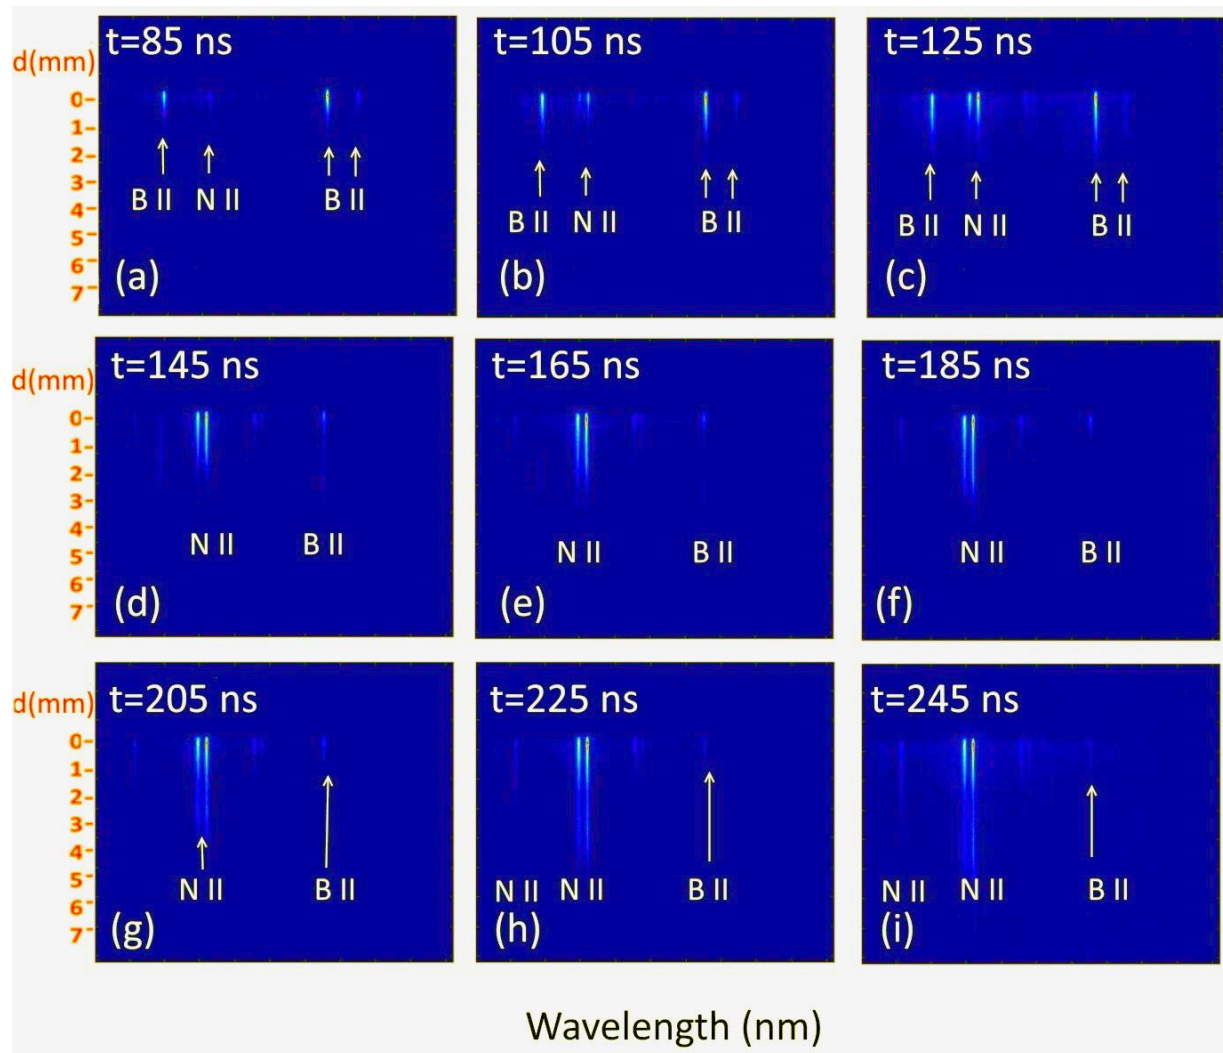 t=85 ns
t=105 ns
t=125 ns
d(mm)
0
1
2
3
4
5
6
7
B II N II B II
B II N II B II
B II N II B II
(a)
(b)
(c)
t=145 ns
t=165 ns
t=185 ns
d(mm)
0
1
2
3
4
5
6
7
N II B II
N II B II
N II B II
(d)
(e)
(f)
t=205 ns
t=225 ns
t=245 ns
d(mm)
0
1
2
3
4
5
6
7
N II B II
N II N II B II
N II N II B II
(g)
(h)
(i)
Wavelength (nm)